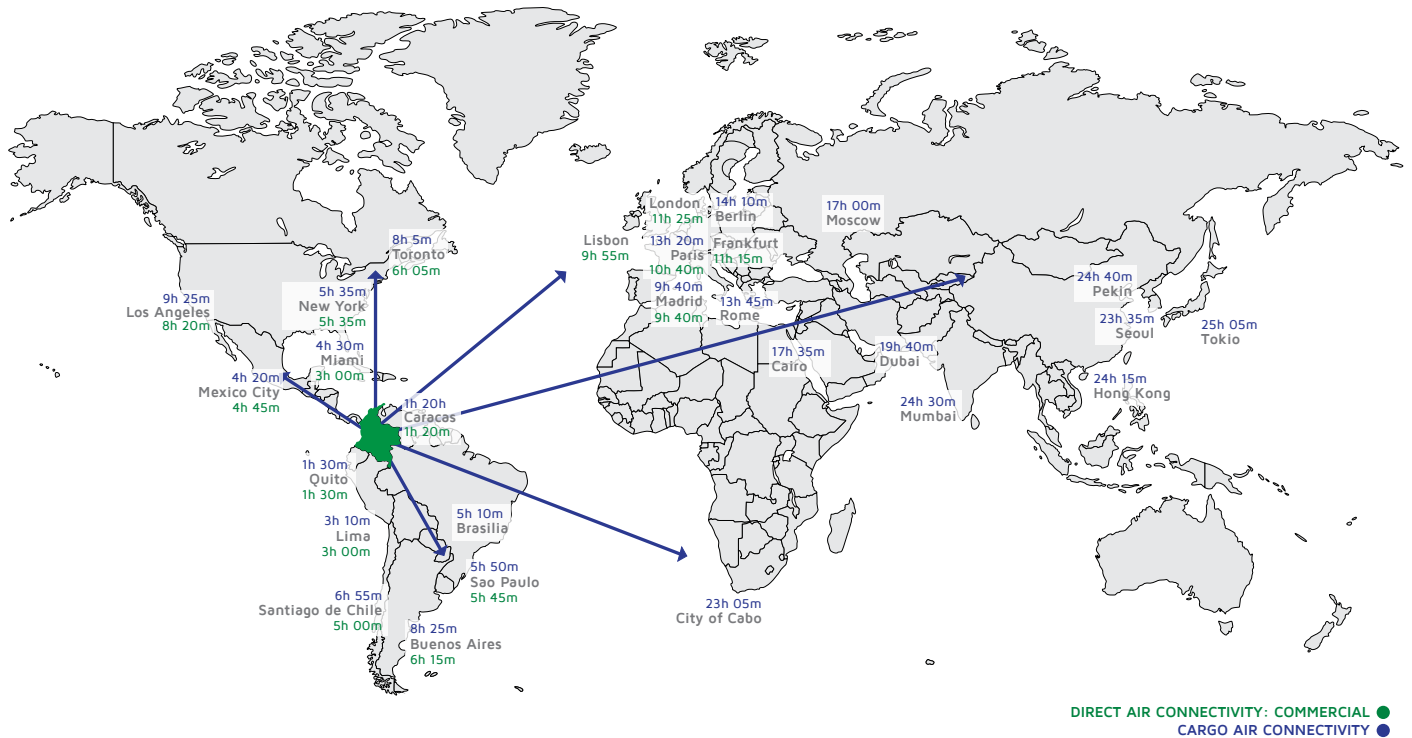 London
11h 25m
14h 10m
Berlin
17h 00m
Moscow
8h 5m
Toronto
6h 05m
Lisbon
9h 55m
13h 20m
Paris
10h 40m
Frankfurt
11h 15m
9h 40m
Madrid
9h 40m
13h 45m
Rome
24h 40m
Pekin
9h 25m
Los Angeles
8h 20m
5h 35m
New York
5h 35m
23h 35m
Seoul
25h 05m
Tokio
4h 30m
Miami
3h 00m
17h 35m
Cairo
19h 40m
Dubai
4h 20m
Mexico City
4h 45m
24h 15m
Hong Kong
1h 20h
Caracas
1h 20m
24h 30m
Mumbai
1h 30m
Quito
1h 30m
3h 10m
Lima
3h 00m
5h 10m
Brasilia
5h 50m
Sao Paulo
5h 45m
6h 55m
Santiago de Chile
5h 00m
23h 05m
City of Cabo
8h 25m
Buenos Aires
6h 15m
DIRECT AIR CONNECTIVITY: COMMERCIAL
CARGO AIR CONNECTIVITY